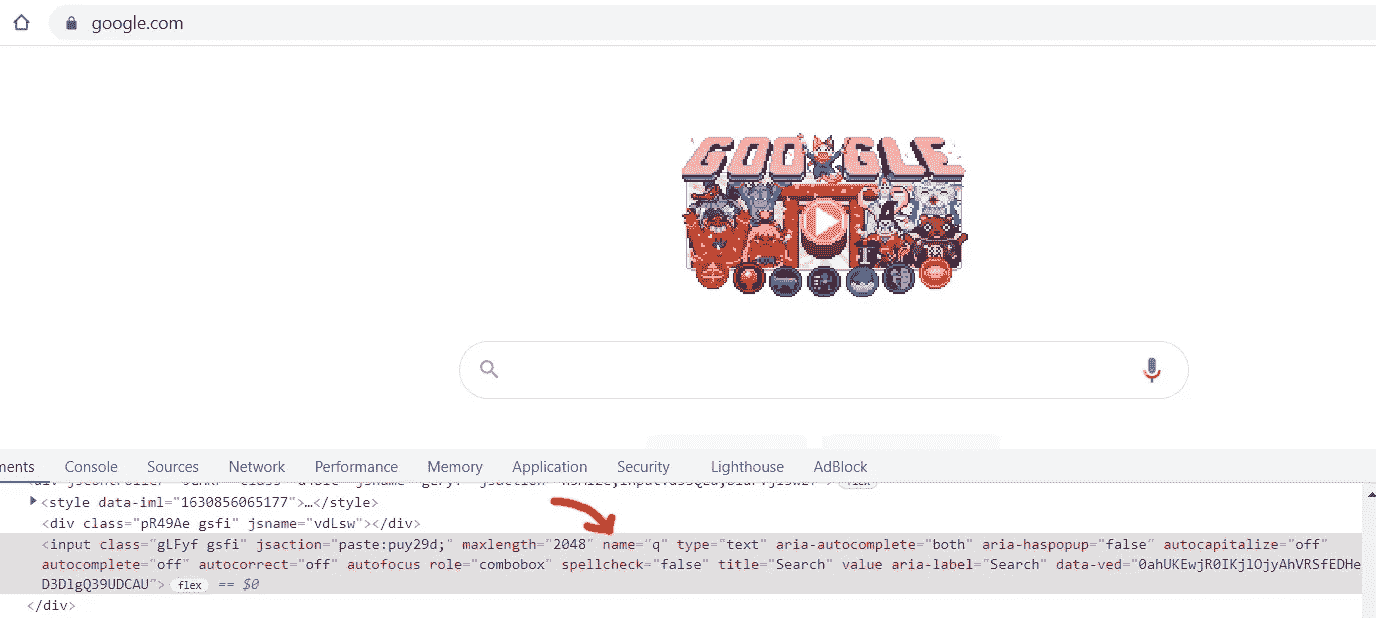 google.com
GOOGLE
ments Console Sources Network Performance Memory Application Security Lighthouse AdBlock
<style data-iml="1630856065177">…</style>
<div class="pR49Ae gsfi" jsname="vdLsw"></div>
<input class="gLFyf gsfi" jsaction="paste:puy29d;" maxlength="2048" name="q" type="text" aria-autocomplete="both" aria-haspopup="false" autocapitalize="off"
autocomplete="off" autocorrect="off" autofocus role="combobox" spellcheck="false" title="Search" value aria-label="Search" data-ved="0ahUKEwjR0IKjlOjyAhVRSfEDHe
D3DlgQ39UDCAU"> flex == $0
</div>